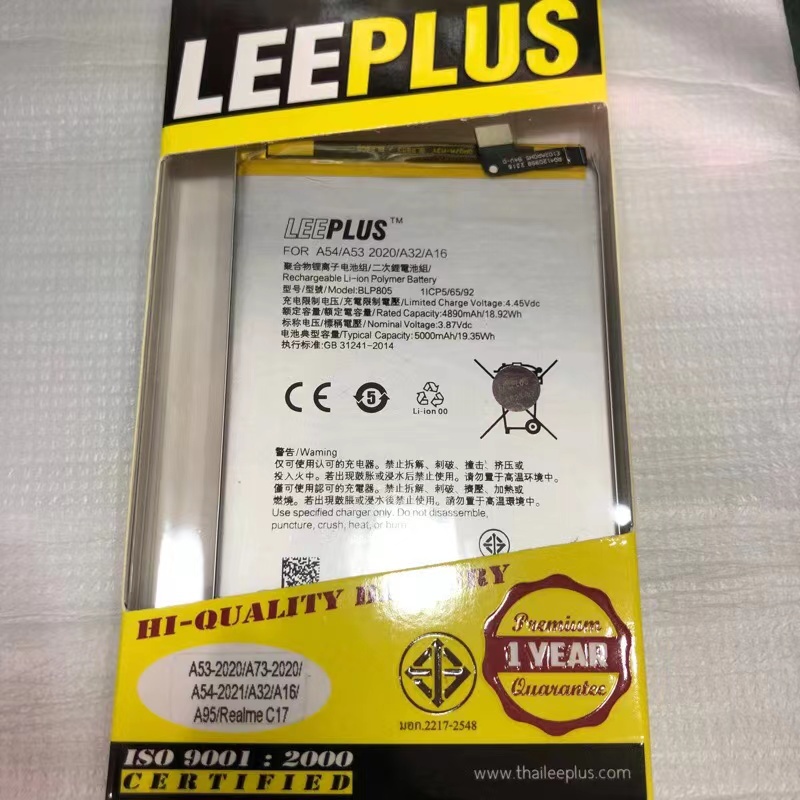 LEEPLUS
LEEPLUS™
FOR A54/A53 2020/A32/A16
聚合物锂离子电池组/二次鋰電池組/
Rechargeable Li-ion Polymer Battery
型号/型號/Model:BLP805 1ICP5/65/92
充电限制电压/充電限制電压/Limited Charge Voltage:4.45Vdc
额定容量/額定電容量/Rated Capacity:4890mAh/18.92Wh
标称电压/標稱電壓/Nominal Voltage:3.87Vdc
电池典型容量/Typical Capacity:5000mAh/19.35Wh
执行标准:GB 31241-2014
CE
5
Li-ion 00
警告/Waming
仅可使用认可的充电器。禁止拆解、刺破、撞击、挤压或
投入火中。若出现鼓胀或浸水后禁止使用。请勿置于高温环境中。
僅可使用認可的充電器。禁止拆解、刺破、擠壓、加熱或
燃燒。若出現鼓脹或浸水後禁止使用。請勿置於高溫環境中。
Use specified charger only. Do not disassemble,
puncture, crush, heat, or burn
HI-QUALITY
A53-2020/A73-2020/
A54-2021/A32/A16/
A95/Realme C17
มอก.2217-2548
Premium
1 YEAR
Guarantee
ISO 9001 : 2000
CERTIFIED
www.thaileeplus.com